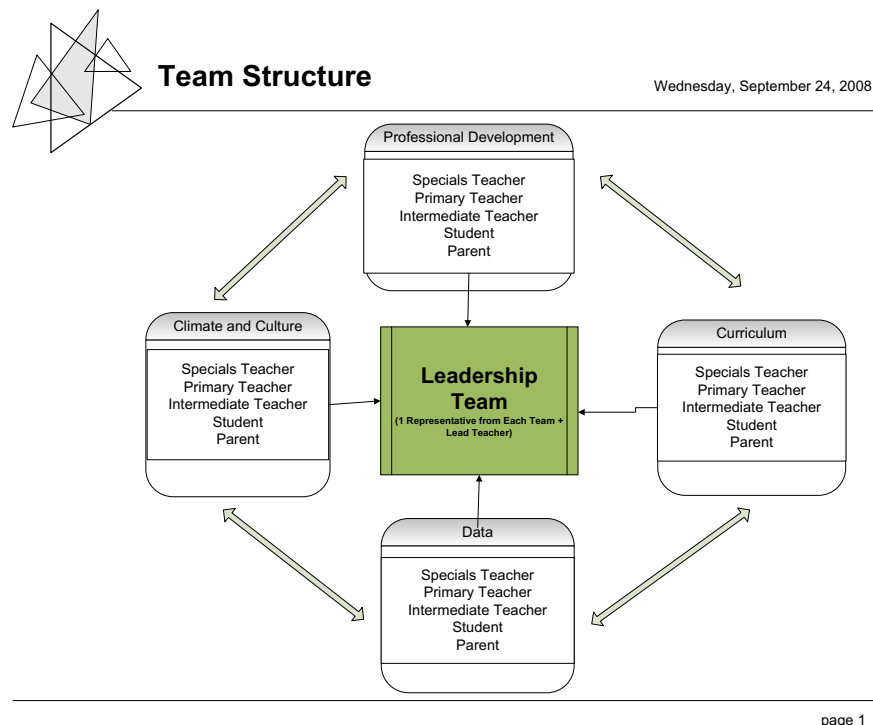 Team Structure
Wednesday, September 24, 2008
Professional Development
Specials Teacher
Primary Teacher
Intermediate Teacher
Student
Parent
Climate and Culture
Specials Teacher
Primary Teacher
Intermediate Teacher
Student
Parent
Leadership
Team
(1 Representative from Each Team +
Lead Teacher)
Curriculum
Specials Teacher
Primary Teacher
Intermediate Teacher
Student
Parent
Data
Specials Teacher
Primary Teacher
Intermediate Teacher
Student
Parent
page 1